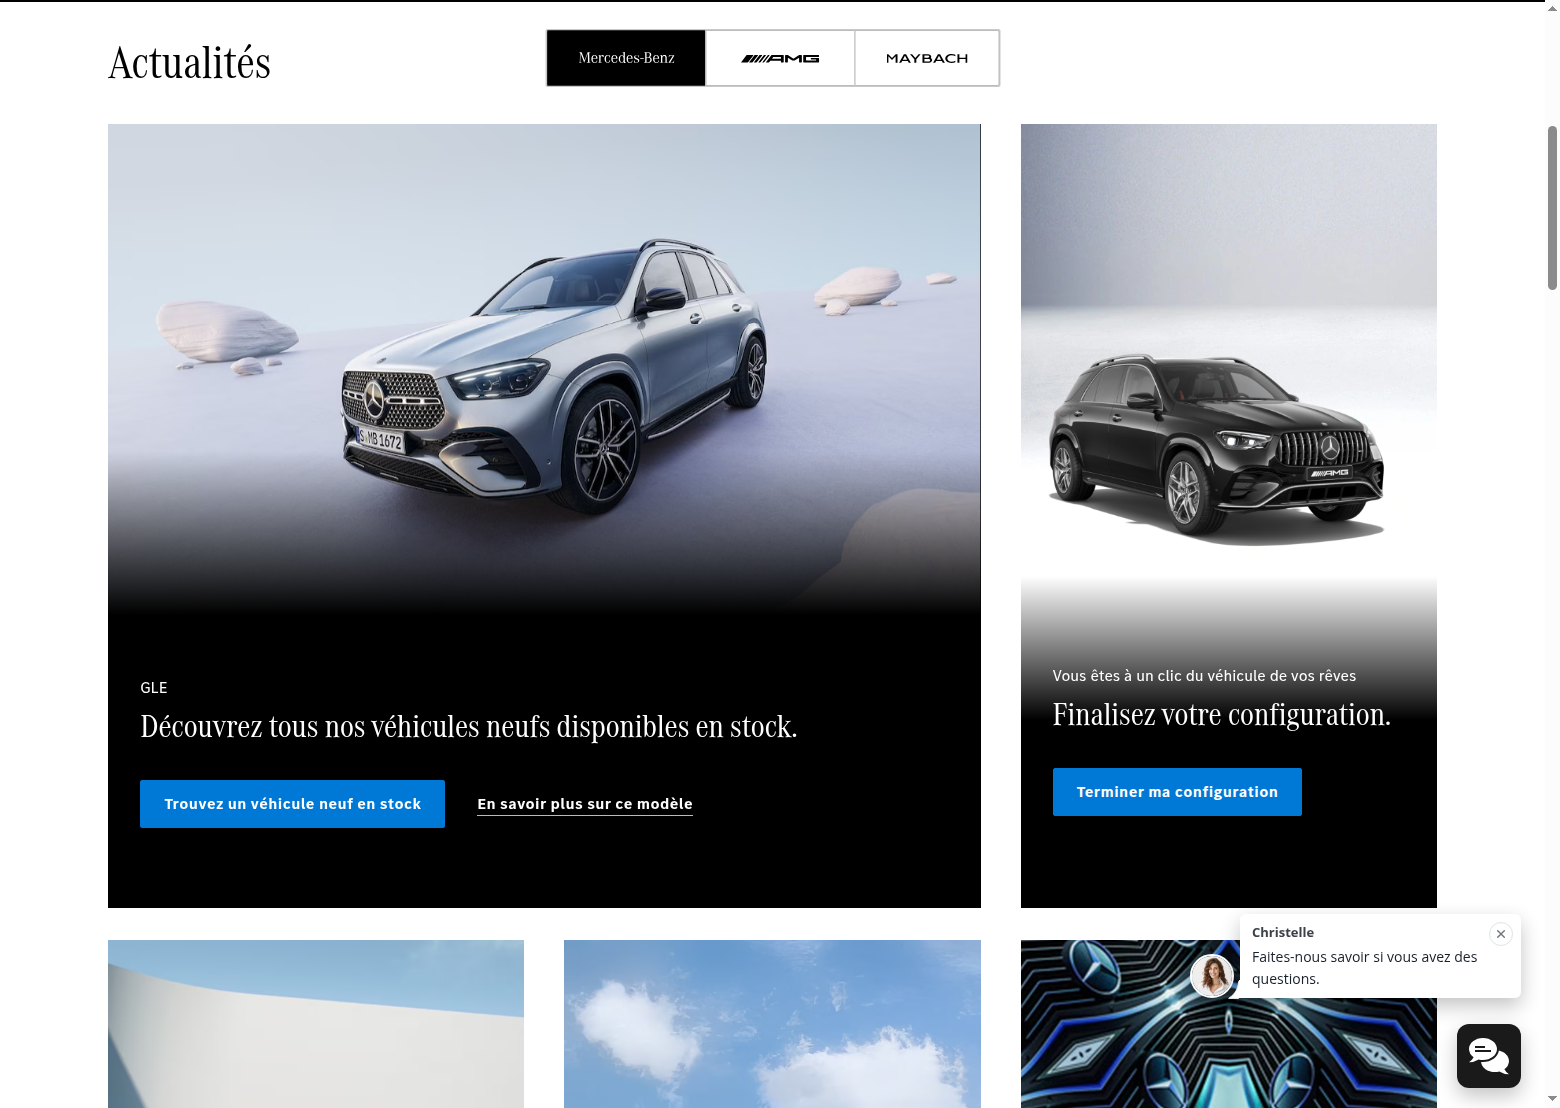 Actualités
Mercedes-Benz
AMG
MAYBACH
S MB 1672
AMG
GLE
Découvrez tous nos véhicules neufs disponibles en stock.
Trouvez un véhicule neuf en stock
En savoir plus sur ce modèle
Vous êtes à un clic du véhicule de vos rêves
Finalisez votre configuration.
Terminer ma configuration
Christelle
Faites-nous savoir si vous avez des
questions.